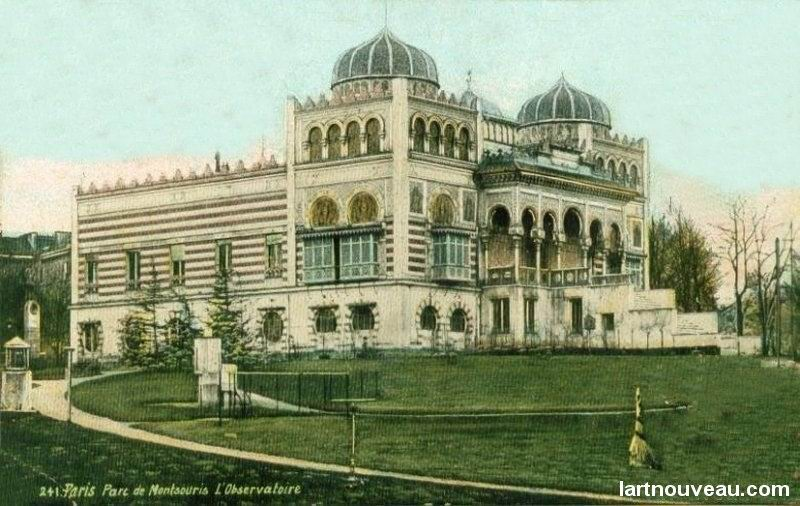 241. Paris Parc de Montsouris L'Observatoire
lartnouveau.com